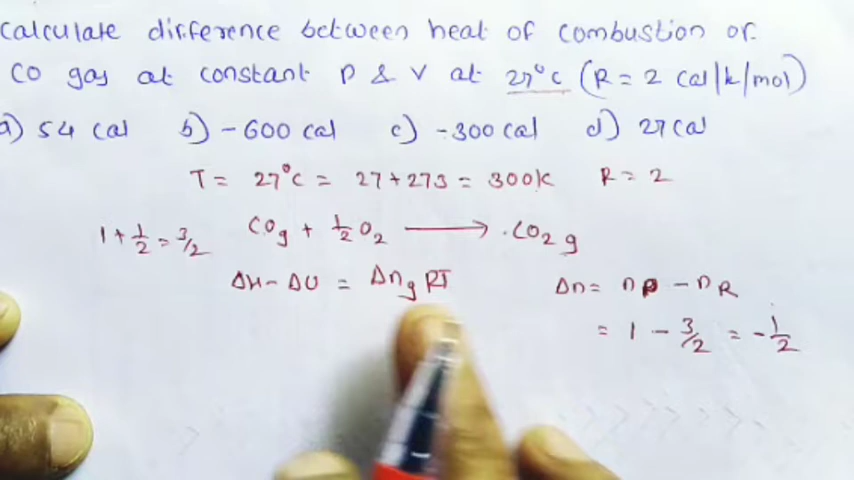 calculate difference between heat of combustion of
CO gas at constant P & V at 27°C (R = 2 cal/k/mol)
a) 54 cal b) -600 cal c) -300 cal d) 27 cal
T = 27°C = 27+273 = 300K R = 2
1 + 1/2 = 3/2 COg + 1/2 O2 → CO2 g
ΔH - ΔU = Δng RT Δn = nP - nR
= 1 - 3/2 = -1/2